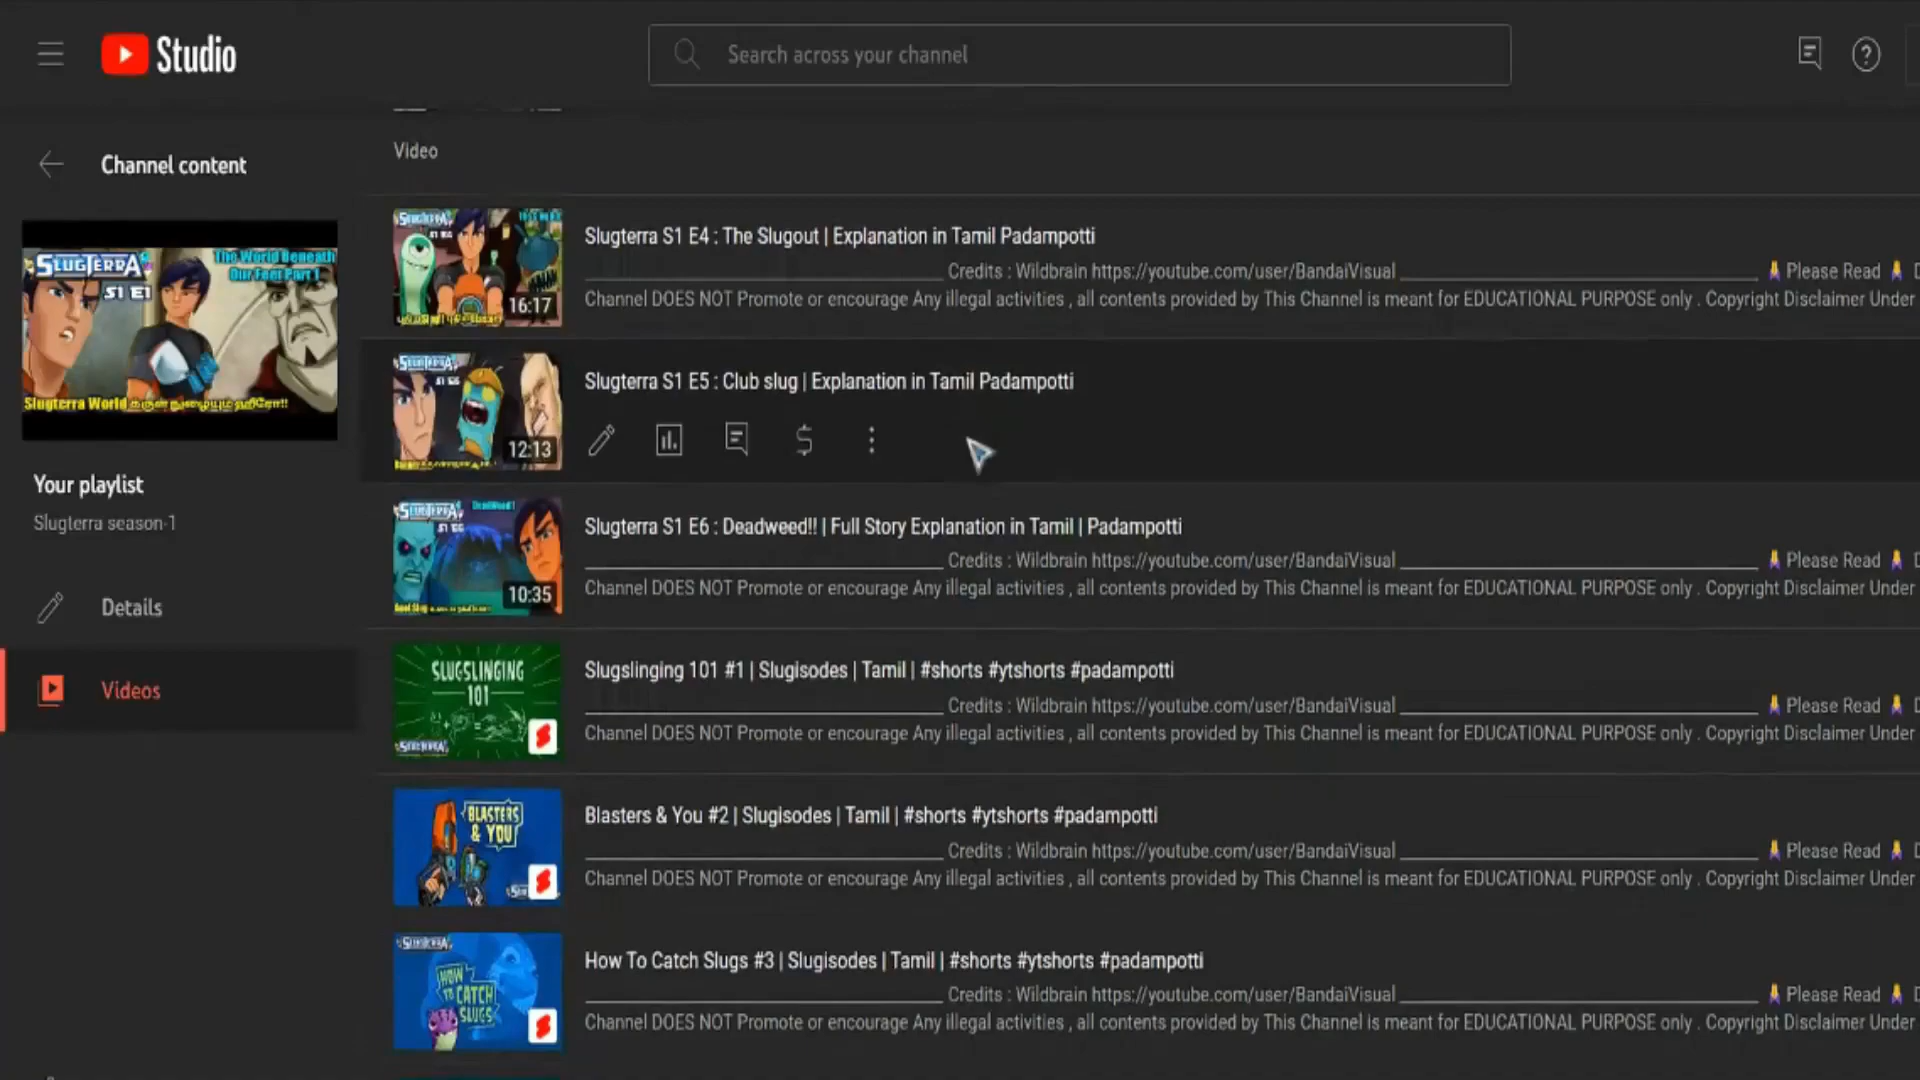 Studio
Search across your channel
Channel content
Video
SLUGTERRA
S1 E1
The World Beneath
Our Feet Part 1
Slugterra World
Your playlist
Slugterra season-1
Details
Videos
SLUGTERRA
16:17
Slugterra S1 E4 : The Slugout | Explanation in Tamil Padampotti
Credits : Wildbrain https://youtube.com/user/BandaiVisual Please Read
Channel DOES NOT Promote or encourage Any illegal activities , all contents provided by This Channel is meant for EDUCATIONAL PURPOSE only . Copyright Disclaimer Under
SLUGTERRA
12:13
Slugterra S1 E5 : Club slug | Explanation in Tamil Padampotti
SLUGTERRA
10:35
Slugterra S1 E6 : Deadweed!! | Full Story Explanation in Tamil | Padampotti
Credits : Wildbrain https://youtube.com/user/BandaiVisual Please Read
Channel DOES NOT Promote or encourage Any illegal activities , all contents provided by This Channel is meant for EDUCATIONAL PURPOSE only . Copyright Disclaimer Under
SLUGSLINGING
101
SLUGTERRA
Slugslinging 101 #1 | Slugisodes | Tamil | #shorts #ytshorts #padampotti
Credits : Wildbrain https://youtube.com/user/BandaiVisual Please Read
Channel DOES NOT Promote or encourage Any illegal activities , all contents provided by This Channel is meant for EDUCATIONAL PURPOSE only . Copyright Disclaimer Under
BLASTERS
& YOU
Blasters & You #2 | Slugisodes | Tamil | #shorts #ytshorts #padampotti
Credits : Wildbrain https://youtube.com/user/BandaiVisual Please Read
Channel DOES NOT Promote or encourage Any illegal activities , all contents provided by This Channel is meant for EDUCATIONAL PURPOSE only . Copyright Disclaimer Under
SLUGTERRA
HOW
TO CATCH
SLUGS
How To Catch Slugs #3 | Slugisodes | Tamil | #shorts #ytshorts #padampotti
Credits : Wildbrain https://youtube.com/user/BandaiVisual Please Read
Channel DOES NOT Promote or encourage Any illegal activities , all contents provided by This Channel is meant for EDUCATIONAL PURPOSE only . Copyright Disclaimer Under